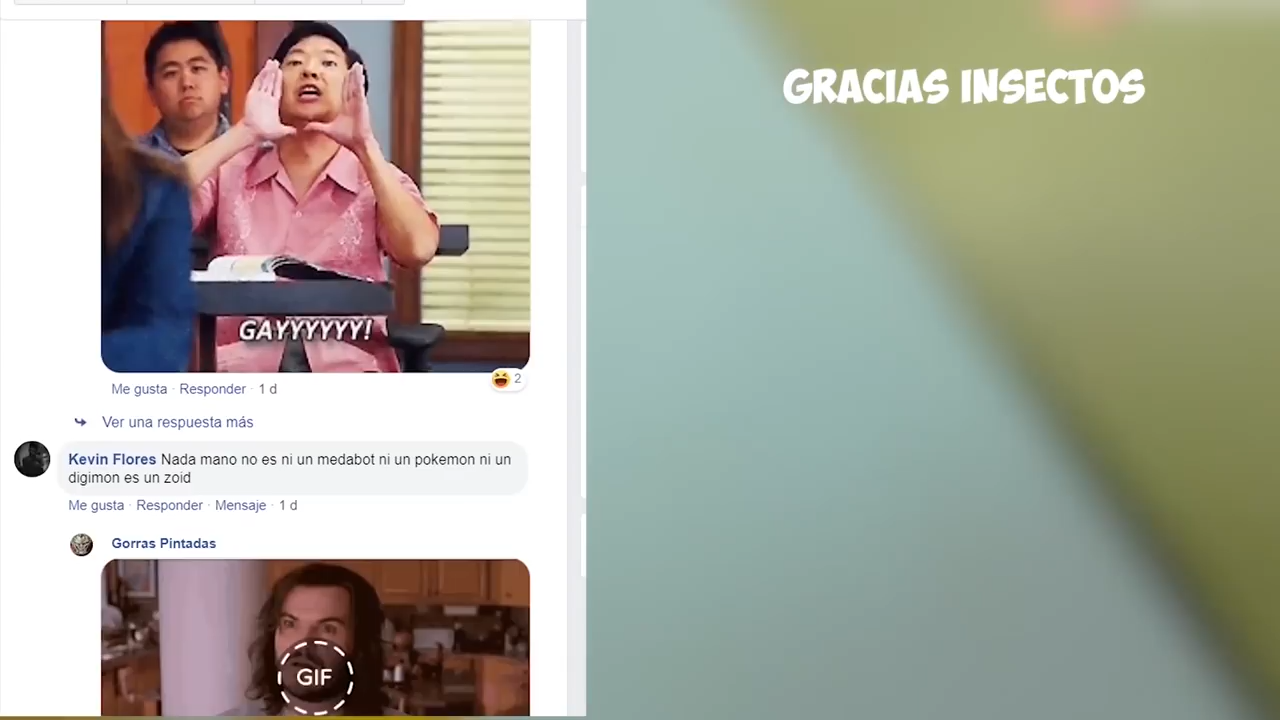 GAYYYYYY!
2
Me gusta · Responder · 1 d
Ver una respuesta más
Kevin Flores Nada mano no es ni un medabot ni un pokemon ni un
digimon es un zoid
Me gusta · Responder · Mensaje · 1 d
Gorras Pintadas
GIF
GRACIAS INSECTOS